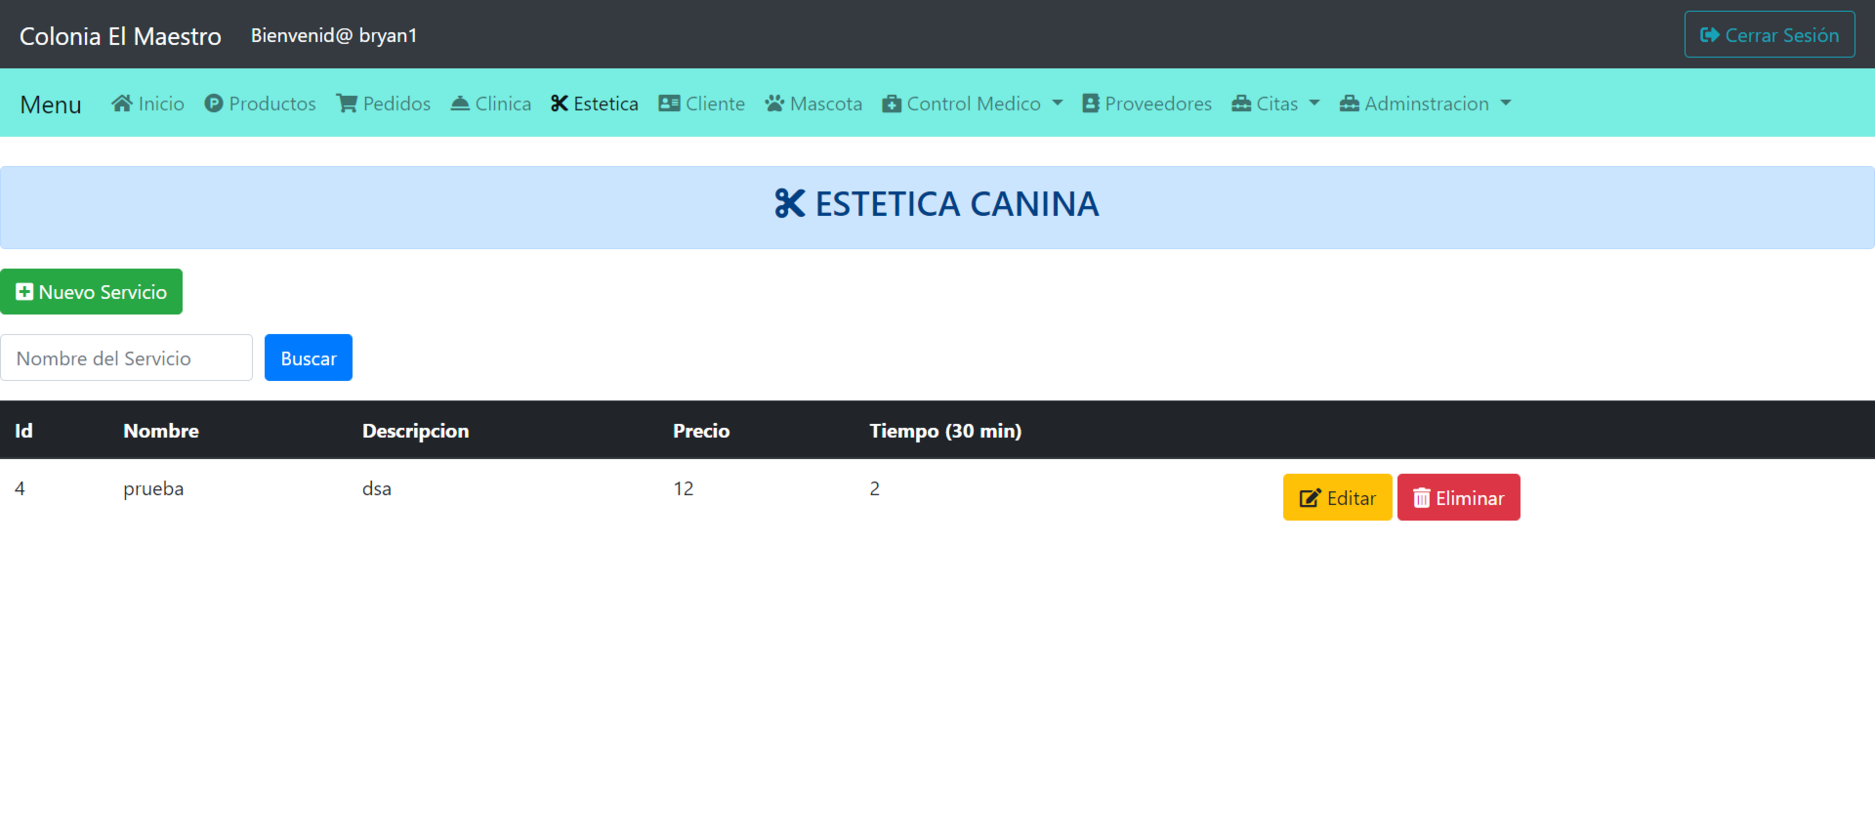 Colonia El Maestro Bienvenid@ bryan1 Cerrar Sesión
Menu Inicio Productos Pedidos Clinica Estetica Cliente Mascota Control Medico Proveedores Citas Adminstracion
ESTETICA CANINA
Nuevo Servicio
Nombre del Servicio Buscar
Id Nombre Descripcion Precio Tiempo (30 min)
4 prueba dsa 12 2 Editar Eliminar